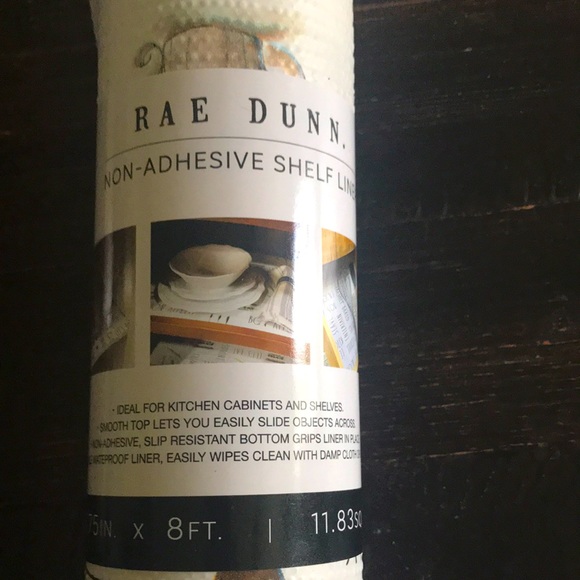 RAE DUNN.
NON-ADHESIVE SHELF LINE
• IDEAL FOR KITCHEN CABINETS AND SHELVES.
• SMOOTH TOP LETS YOU EASILY SLIDE OBJECTS ACROSS.
NON-ADHESIVE, SLIP RESISTANT BOTTOM GRIPS LINER IN PLACE
WATERPROOF LINER, EASILY WIPES CLEAN WITH DAMP CLOTH
75IN. x 8FT. | 11.83SQ